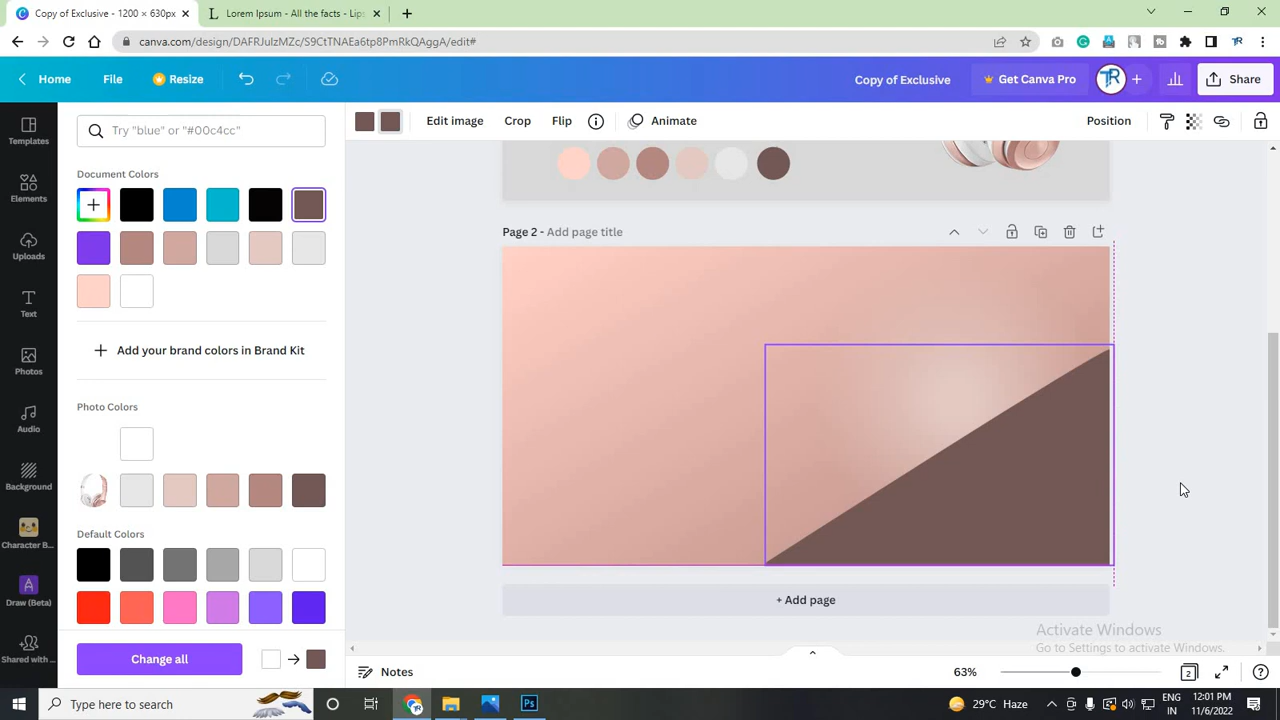 Copy of Exclusive - 1200 × 630px
Lorem Ipsum - All the facts - Lips
canva.com/design/DAFRJulzMZc/S9CtTNAEa6tp8PmRkQAggA/edit#
Home
File
Resize
Copy of Exclusive
Get Canva Pro
Share
Try "blue" or "#00c4cc"
Edit image
Crop
Flip
Animate
Position
Templates
Elements
Uploads
Text
Photos
Audio
Background
Character B...
Draw (Beta)
Shared with ...
Document Colors
Add your brand colors in Brand Kit
Photo Colors
Default Colors
Change all
Page 2 - Add page title
+ Add page
Activate Windows
Go to Settings to activate Windows.
Notes
63%
2
Type here to search
29°C Haze
ENG
IN
12:01 PM
11/6/2022